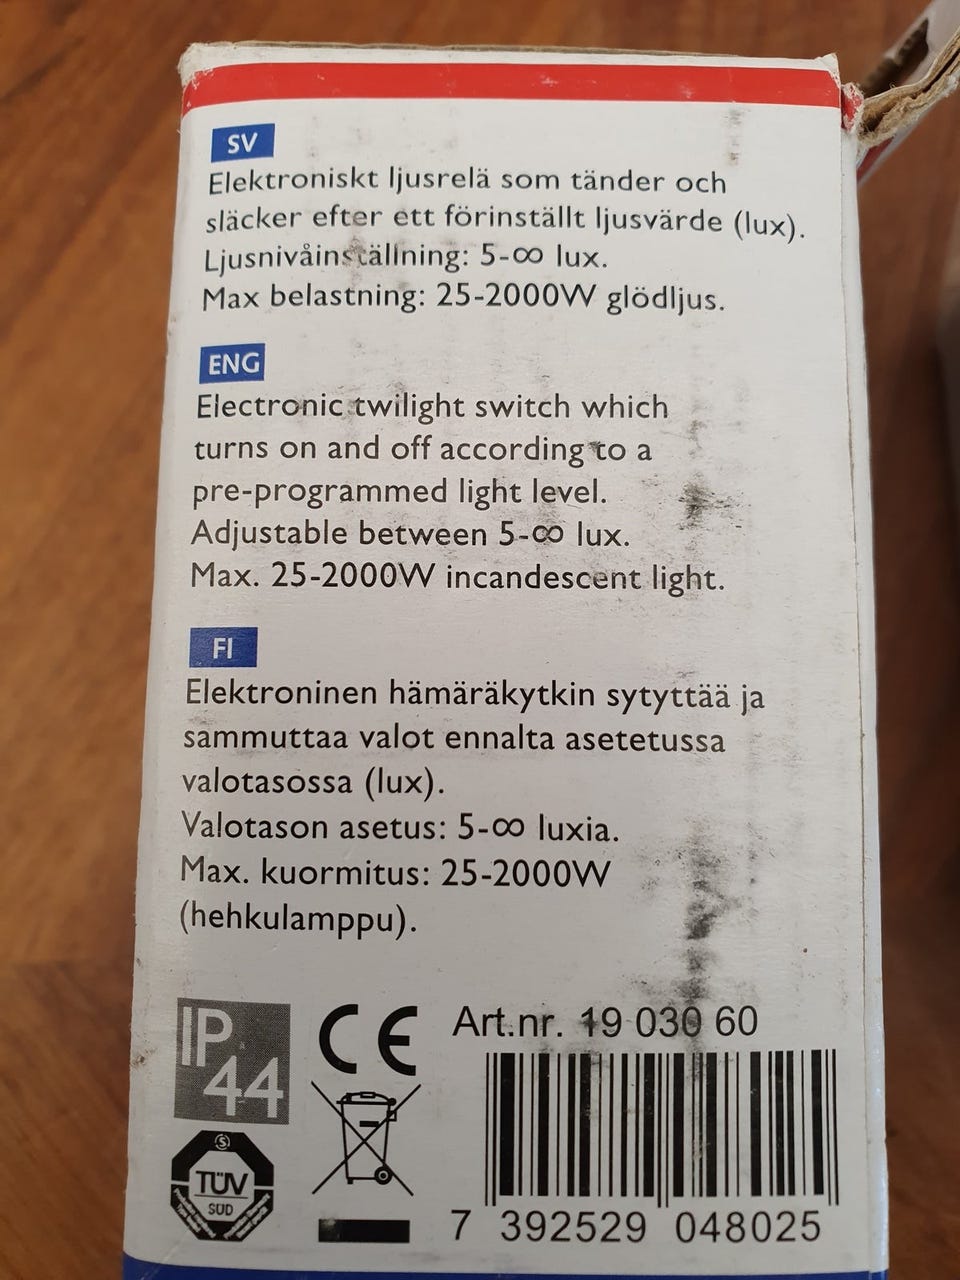 SV
Elektroniskt ljusrelä som tänder och
släcker efter ett förinställt ljusvärde (lux).
Ljusnivåinställning: 5-∞ lux.
Max belastning: 25-2000W glödljus.
ENG
Electronic twilight switch which
turns on and off according to a
pre-programmed light level.
Adjustable between 5-∞ lux.
Max. 25-2000W incandescent light.
FI
Elektroninen hämäräkytkin sytyttää ja
sammuttaa valot ennalta asetetussa
valotasossa (lux).
Valotason asetus: 5-∞ luxia.
Max. kuormitus: 25-2000W
(hehkulamppu).
IP
44
CE
Art.nr. 19 030 60
TÜV
SÜD
7 392529 048025